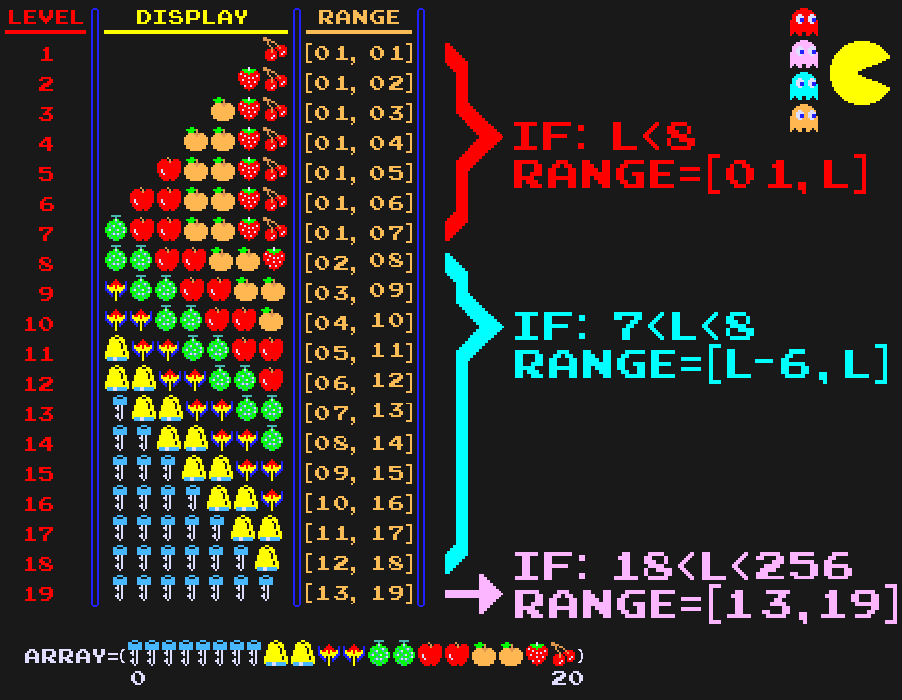 LEVEL DISPLAY RANGE
1 [01, 01]
2 [01, 02]
3 [01, 03]
4 [01, 04]
5 [01, 05]
6 [01, 06]
7 [01, 07]
8 [02, 08]
9 [03, 09]
10 [04, 10]
11 [05, 11]
12 [06, 12]
13 [07, 13]
14 [08, 14]
15 [09, 15]
16 [10, 16]
17 [11, 17]
18 [12, 18]
19 [13, 19]
IF: L<8
RANGE=[01,L]
IF: 7<L<8
RANGE=[L-6,L]
IF: 18<L<256
RANGE=[13,19]
ARRAY=( )
0 20